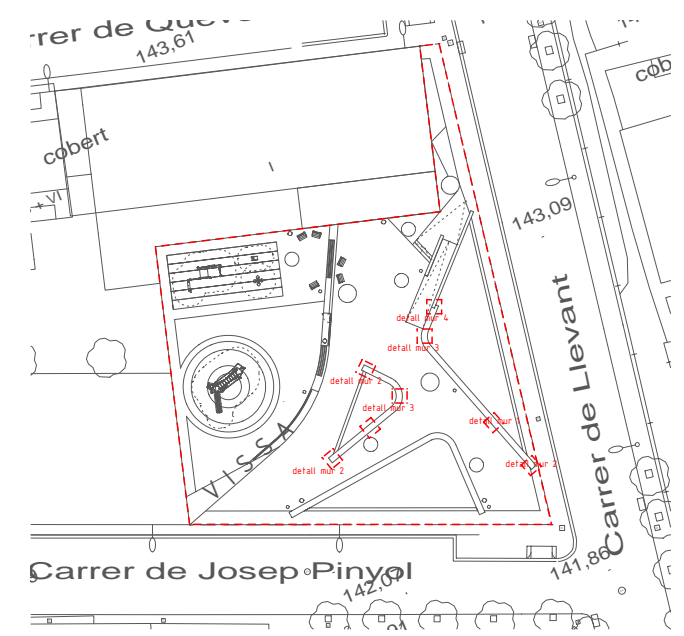 rrer de Quev
143,61
cob
cobert
I
+ VI
143,09
Carrer de Llevant
detall mur 4
detall mur 3
detall mur 2
detall mur 3
detall mur
detall mur 2
detall mur 2
VISSA
141,86
Carrer de Josep Pinyol
142,07